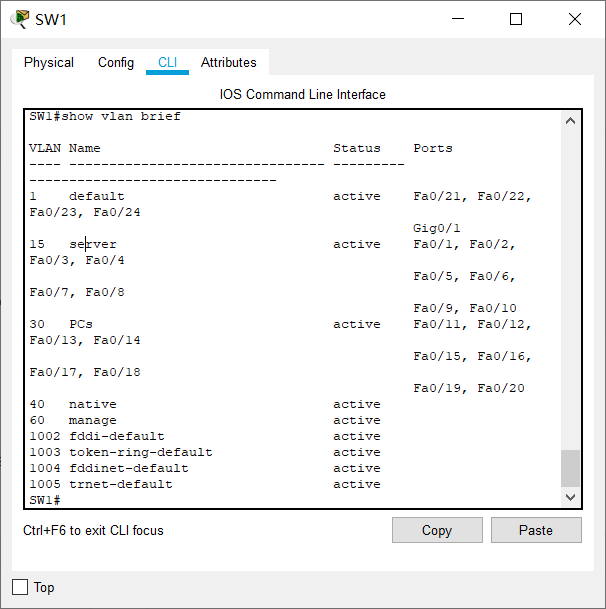 SW1
Physical Config CLI Attributes
IOS Command Line Interface
SW1#show vlan brief
VLAN Name                             Status    Ports
---- -------------------------------- --------- -------------------------------
1    default                          active    Fa0/21, Fa0/22,
Fa0/23, Fa0/24
                                                Gig0/1
15   server                           active    Fa0/1, Fa0/2,
Fa0/3, Fa0/4
                                                Fa0/5, Fa0/6,
Fa0/7, Fa0/8
                                                Fa0/9, Fa0/10
30   PCs                              active    Fa0/11, Fa0/12,
Fa0/13, Fa0/14
                                                Fa0/15, Fa0/16,
Fa0/17, Fa0/18
                                                Fa0/19, Fa0/20
40   native                           active
60   manage                           active
1002 fddi-default                     active
1003 token-ring-default               active
1004 fddinet-default                  active
1005 trnet-default                    active
SW1#
Ctrl+F6 to exit CLI focus Copy Paste
Top